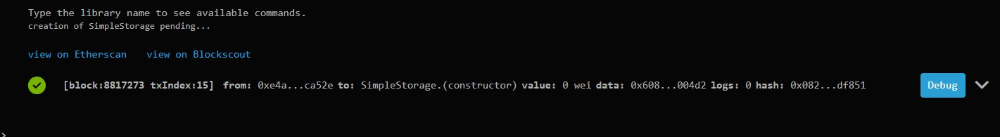 Type the library name to see available commands.
creation of SimpleStorage pending...
view on Etherscan view on Blockscout
[block:8817273 txIndex:15] from: 0xe4a...ca52e to: SimpleStorage.(constructor) value: 0 wei data: 0x608...004d2 logs: 0 hash: 0x082...df851 Debug
>